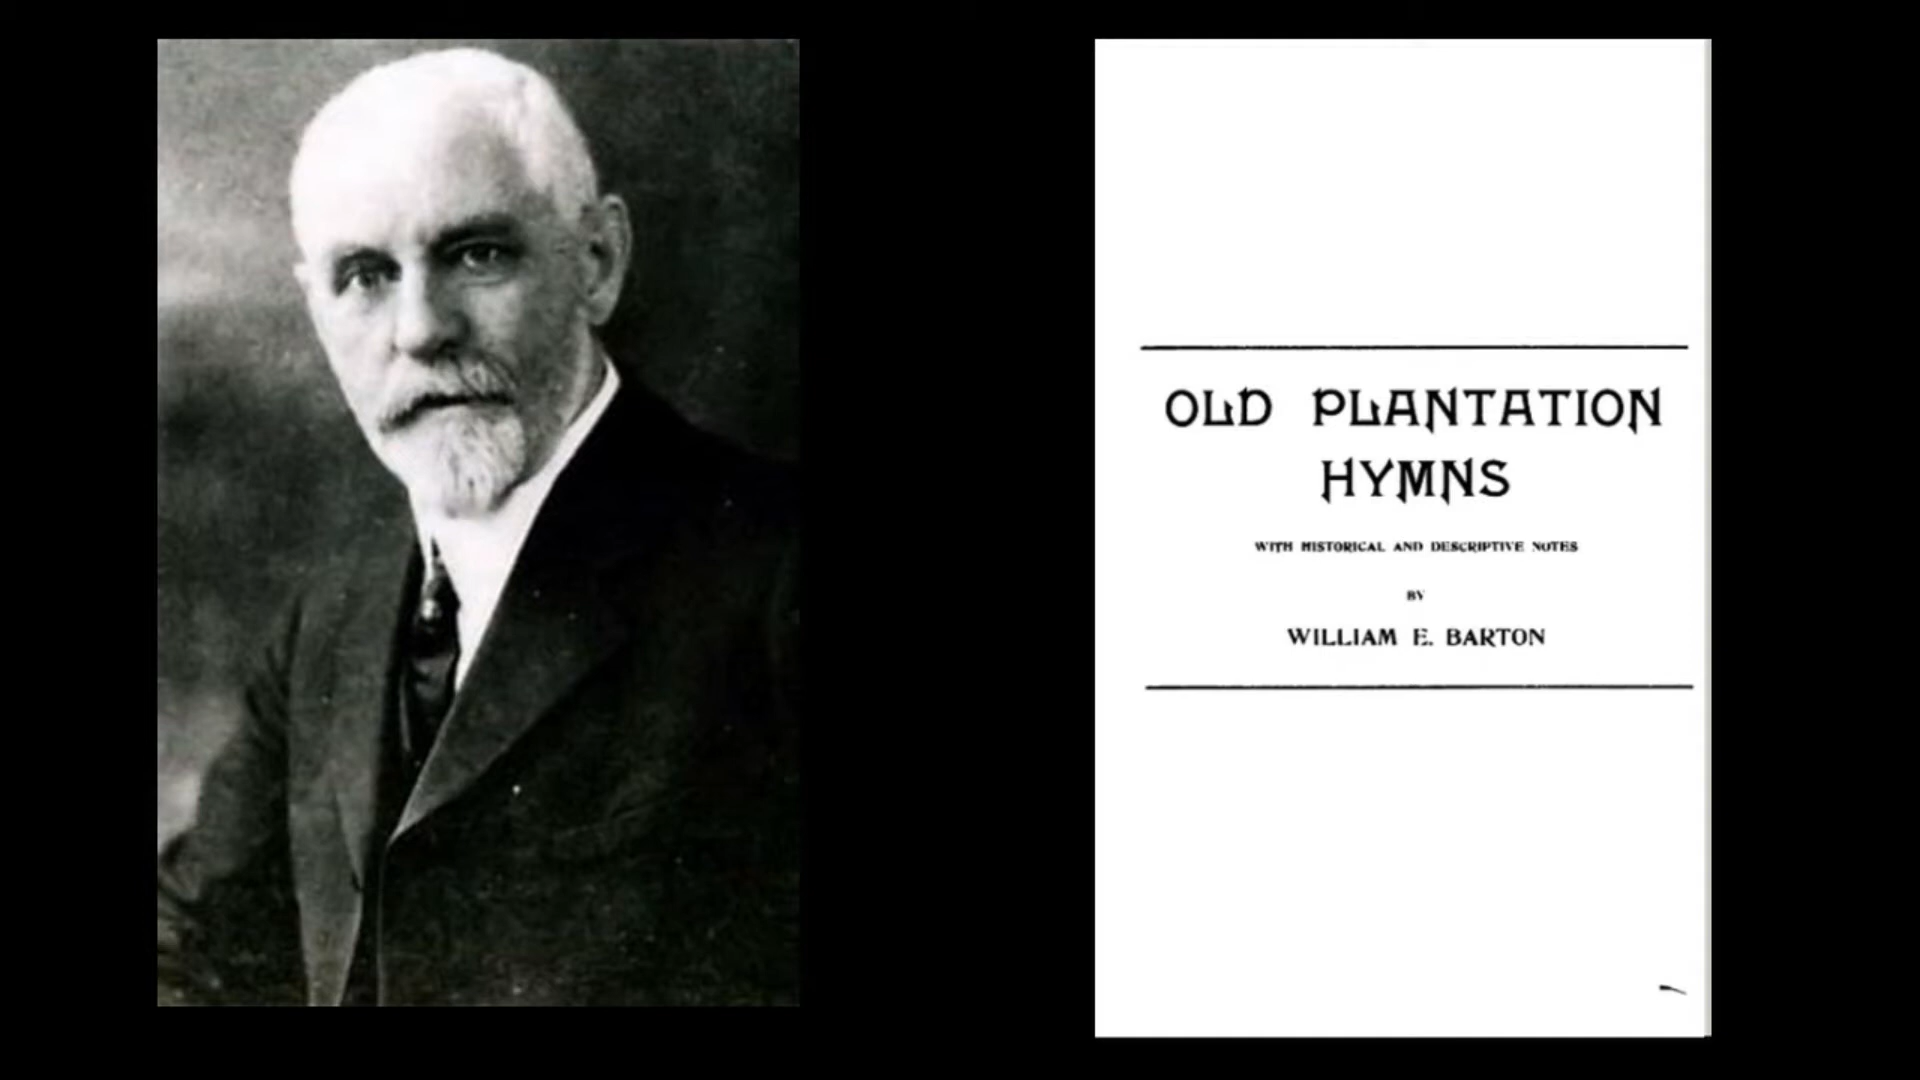 OLD PLANTATION
HYMNS
WITH HISTORICAL AND DESCRIPTIVE NOTES
BY
WILLIAM E. BARTON